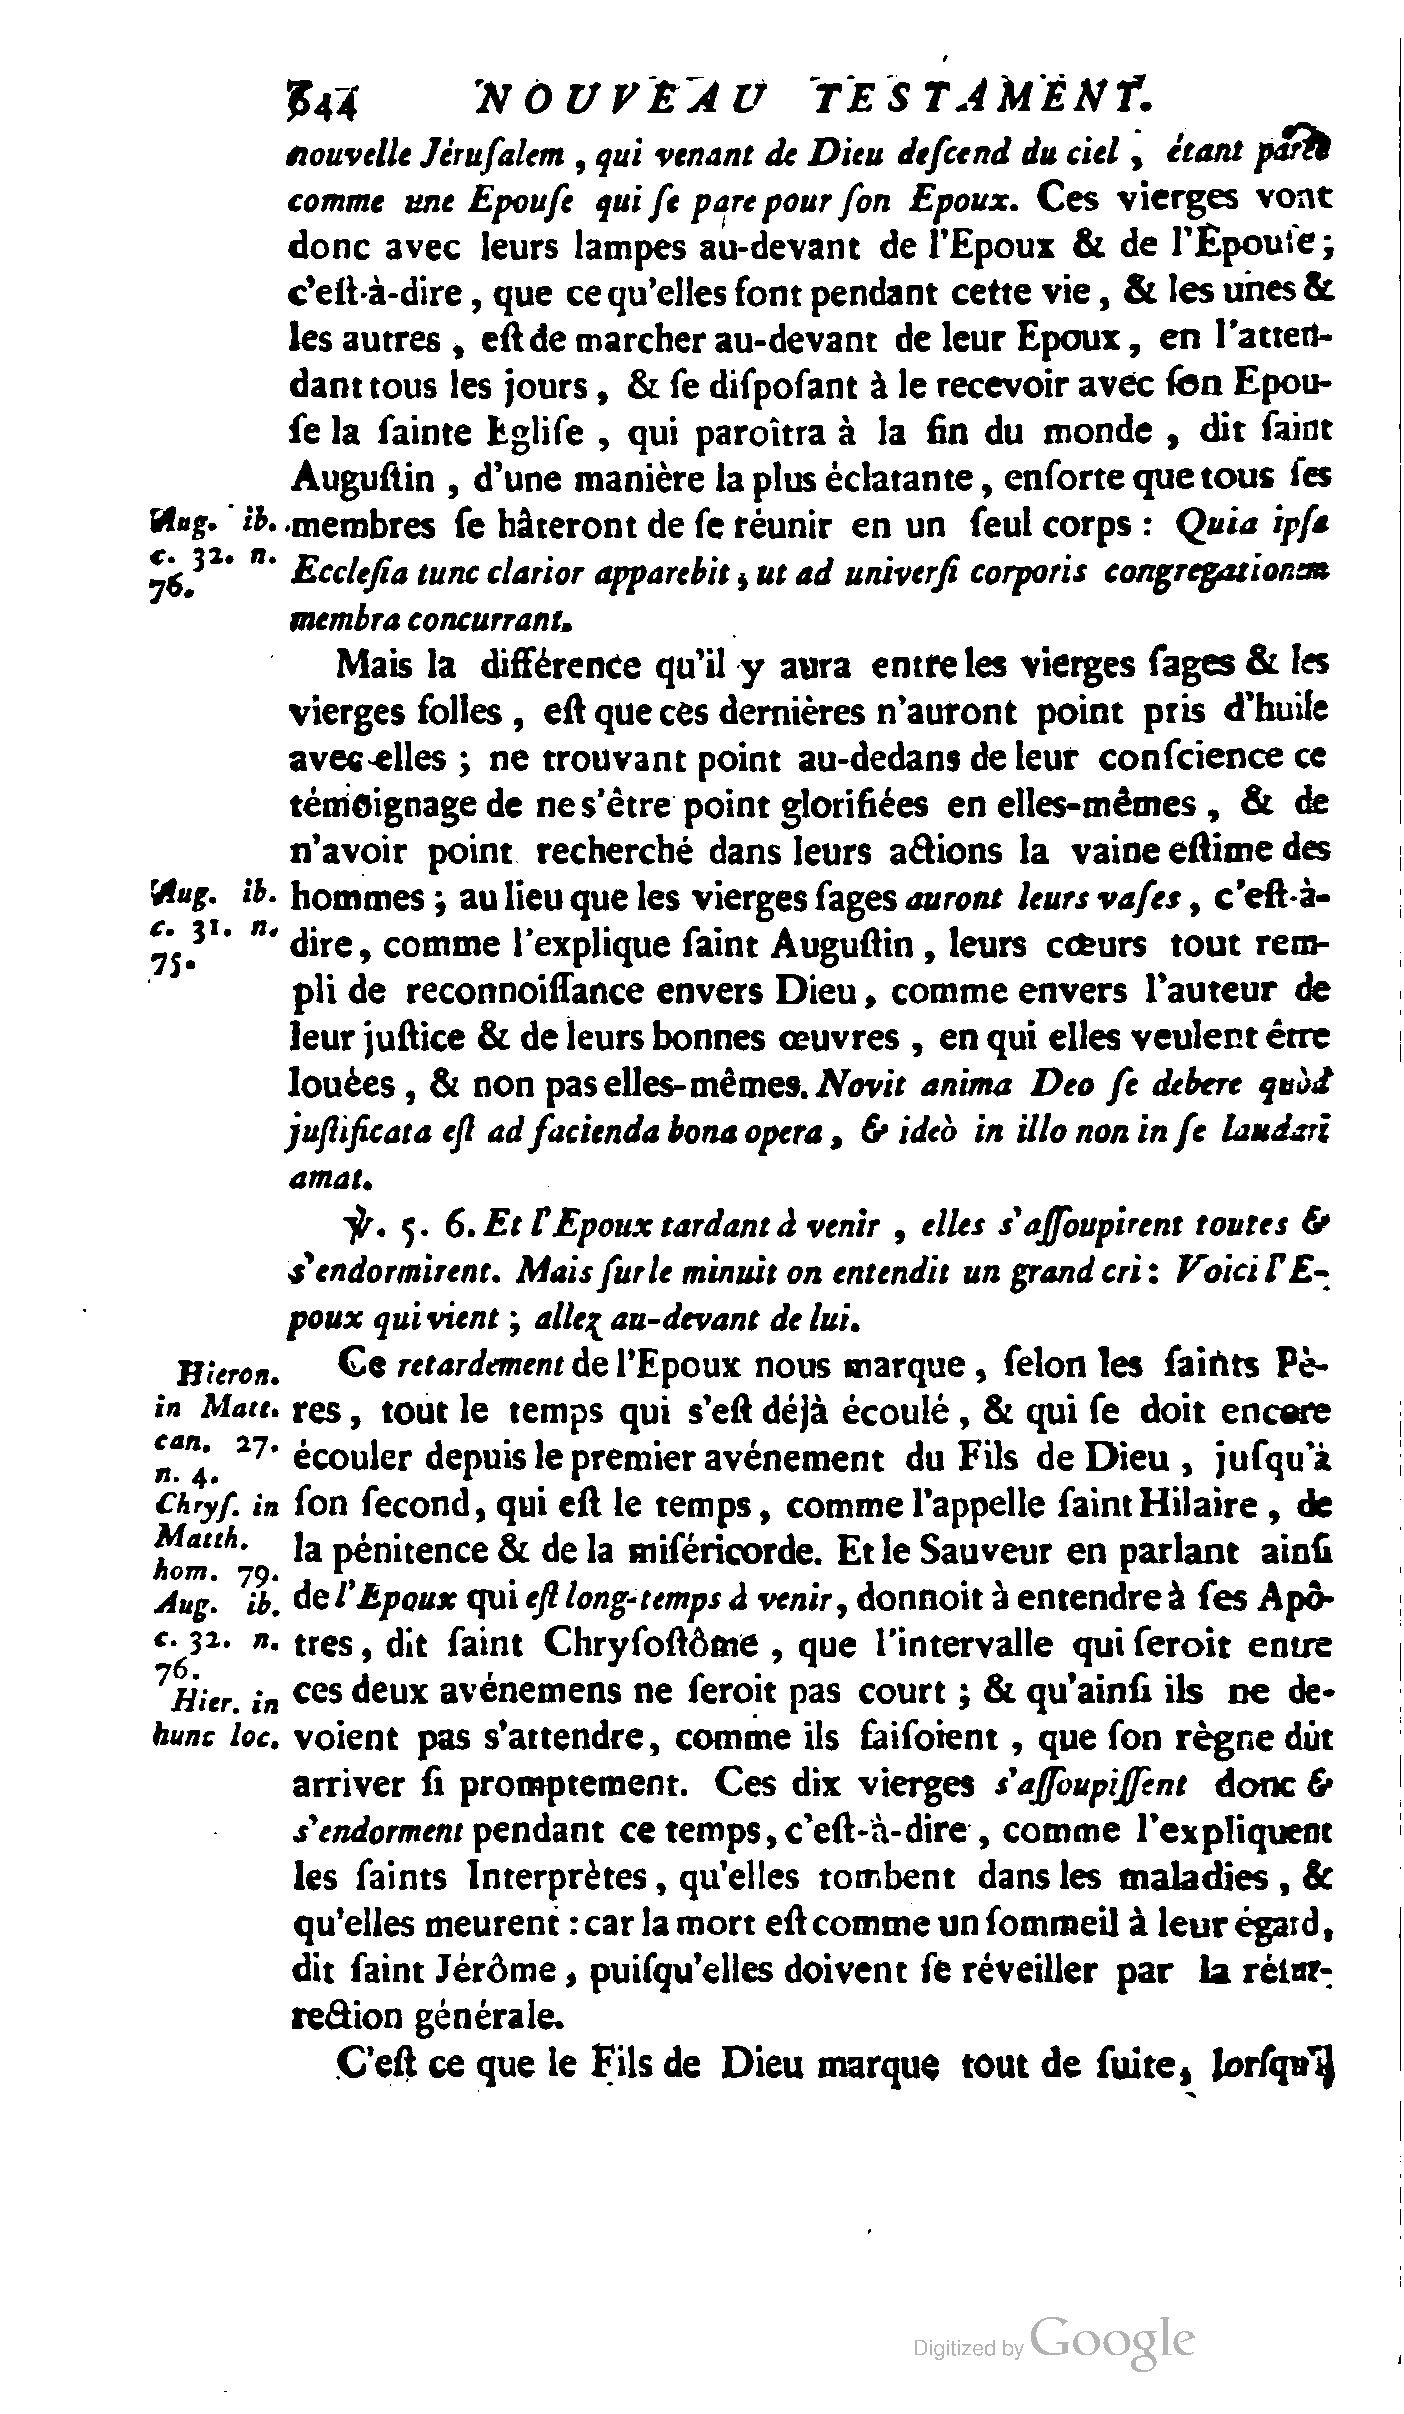 544 NOUVEAU TESTAMENT.
nouvelle Jéruſalem , qui venant de Dieu deſcend du ciel , étant parée
comme une Epouſe qui ſe pare pour ſon Epoux. Ces vierges vont
donc avec leurs lampes au-devant de l'Epoux & de l'Epouſe ;
c'eſt-à-dire , que ce qu'elles font pendant cette vie , & les unes &
les autres , eſt de marcher au-devant de leur Epoux , en l'atten-
dant tous les jours , & ſe diſpoſant à le recevoir avec ſon Epou-
ſe la ſainte Egliſe , qui paroîtra à la fin du monde , dit ſaint
Auguſtin , d'une manière la plus éclatante , enſorte que tous ſes
Aug. ib. membres ſe hâteront de ſe réunir en un ſeul corps : Quia ipſa
c. 32. n. Eccleſia tunc clarior apparebit , ut ad univerſi corporis congregationem
76.
membra concurrant.
Mais la différence qu'il y aura entre les vierges ſages & les
vierges folles , eſt que ces dernières n'auront point pris d'huile
avec elles ; ne trouvant point au-dedans de leur conſcience ce
témoignage de ne s'être point glorifiées en elles-mêmes , & de
n'avoir point recherché dans leurs actions la vaine eſtime des
Aug. ib. hommes ; au lieu que les vierges ſages auront leurs vaſes , c'eſt-à-
c. 31. n. dire , comme l'explique ſaint Auguſtin , leurs cœurs tout rem-
75.
pli de reconnoiſſance envers Dieu , comme envers l'auteur de
leur juſtice & de leurs bonnes œuvres , en qui elles veulent être
louées , & non pas elles-mêmes. Novit anima Deo ſe debere quòd
juſtificata eſt ad facienda bona opera , & ideò in illo non in ſe laudari
amat.
℣. 5. 6. Et l'Epoux tardant à venir , elles s'aſſoupirent toutes &
s'endormirent. Mais ſur le minuit on entendit un grand cri : Voici l'E-
poux qui vient ; allez au-devant de lui.
Hieron. Ce retardement de l'Epoux nous marque , ſelon les ſaints Pè-
in Matt. res , tout le temps qui s'eſt déjà écoulé , & qui ſe doit encore
can. 27. écouler depuis le premier avénement du Fils de Dieu , juſqu'à
n. 4.
Chryſ. in ſon ſecond , qui eſt le temps , comme l'appelle ſaint Hilaire , de
Matth. la pénitence & de la miſéricorde. Et le Sauveur en parlant ainſi
hom. 79.
Aug. ib. de l'Epoux qui eſt long-temps à venir , donnoit à entendre à ſes Apô-
c. 32. n. tres , dit ſaint Chryſoſtôme , que l'intervalle qui ſeroit entre
76.
Hier. in ces deux avénemens ne ſeroit pas court ; & qu'ainſi ils ne de-
hunc loc. voient pas s'attendre , comme ils faiſoient , que ſon règne dût
arriver ſi promptement. Ces dix vierges s'aſſoupiſſent donc &
s'endorment pendant ce temps , c'eſt-à-dire , comme l'expliquent
les ſaints Interprètes , qu'elles tombent dans les maladies , &
qu'elles meurent : car la mort eſt comme un ſommeil à leur égard,
dit ſaint Jérôme , puiſqu'elles doivent ſe réveiller par la réſur-
rection générale.
C'eſt ce que le Fils de Dieu marque tout de ſuite , lorſqu'il
Digitized by Google